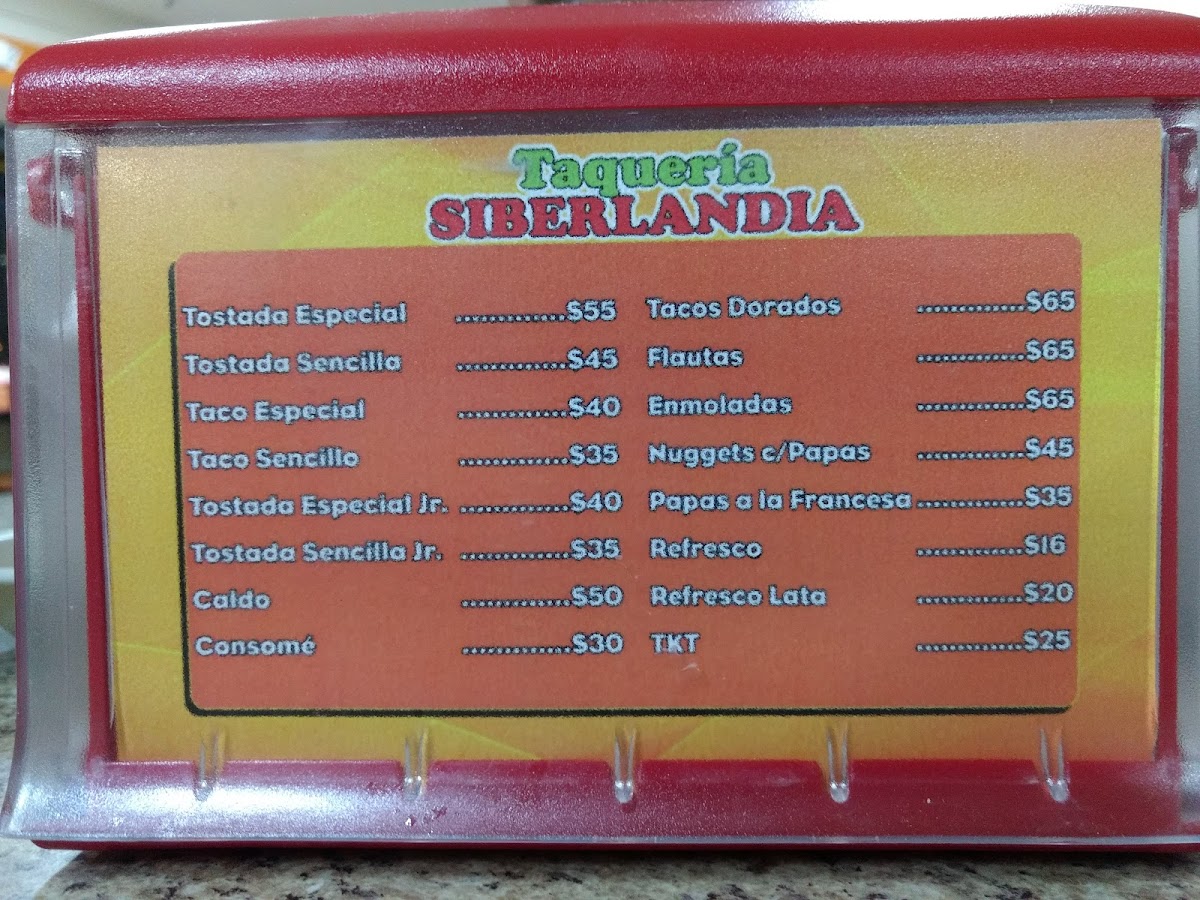 Taquería
SIBERLANDIA
Tostada Especial ............$55
Tostada Sencilla ............$45
Taco Especial ............$40
Taco Sencillo ............$35
Tostada Especial Jr. ............$40
Tostada Sencilla Jr. ............$35
Caldo ............$50
Consomé ............$30
Tacos Dorados ............$65
Flautas ............$65
Enmoladas ............$65
Nuggets c/Papas ............$45
Papas a la Francesa ............$35
Refresco ............$16
Refresco Lata ............$20
TKT ............$25